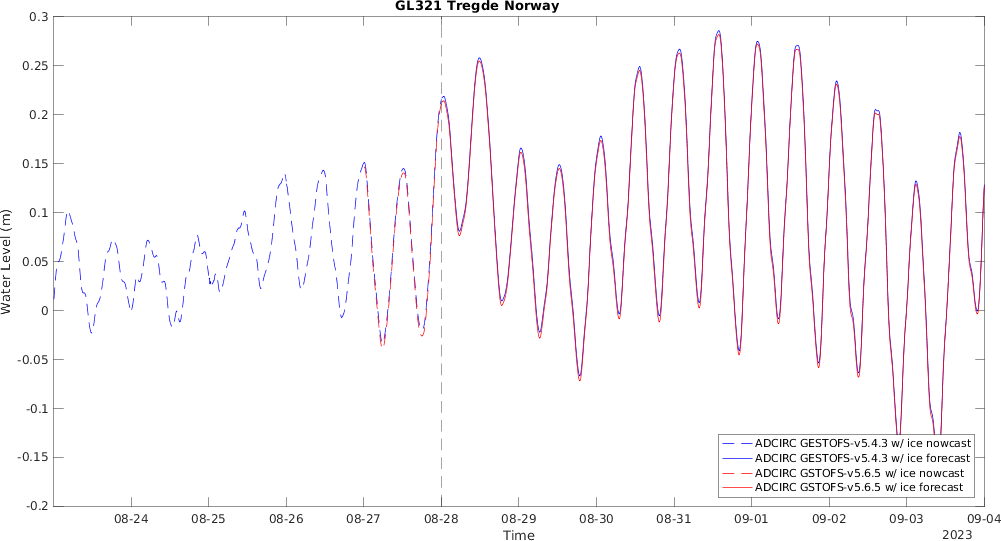 GL321 Tregde Norway
0.3
0.25
0.2
0.15
0.1
0.05
0
-0.05
-0.1
-0.15
-0.2
Water Level (m)
ADCIRC GESTOFS-v5.4.3 w/ ice nowcast
ADCIRC GESTOFS-v5.4.3 w/ ice forecast
ADCIRC GSTOFS-v5.6.5 w/ ice nowcast
ADCIRC GSTOFS-v5.6.5 w/ ice forecast
08-24 08-25 08-26 08-27 08-28 08-29 08-30 08-31 09-01 09-02 09-03 09-04
Time
2023